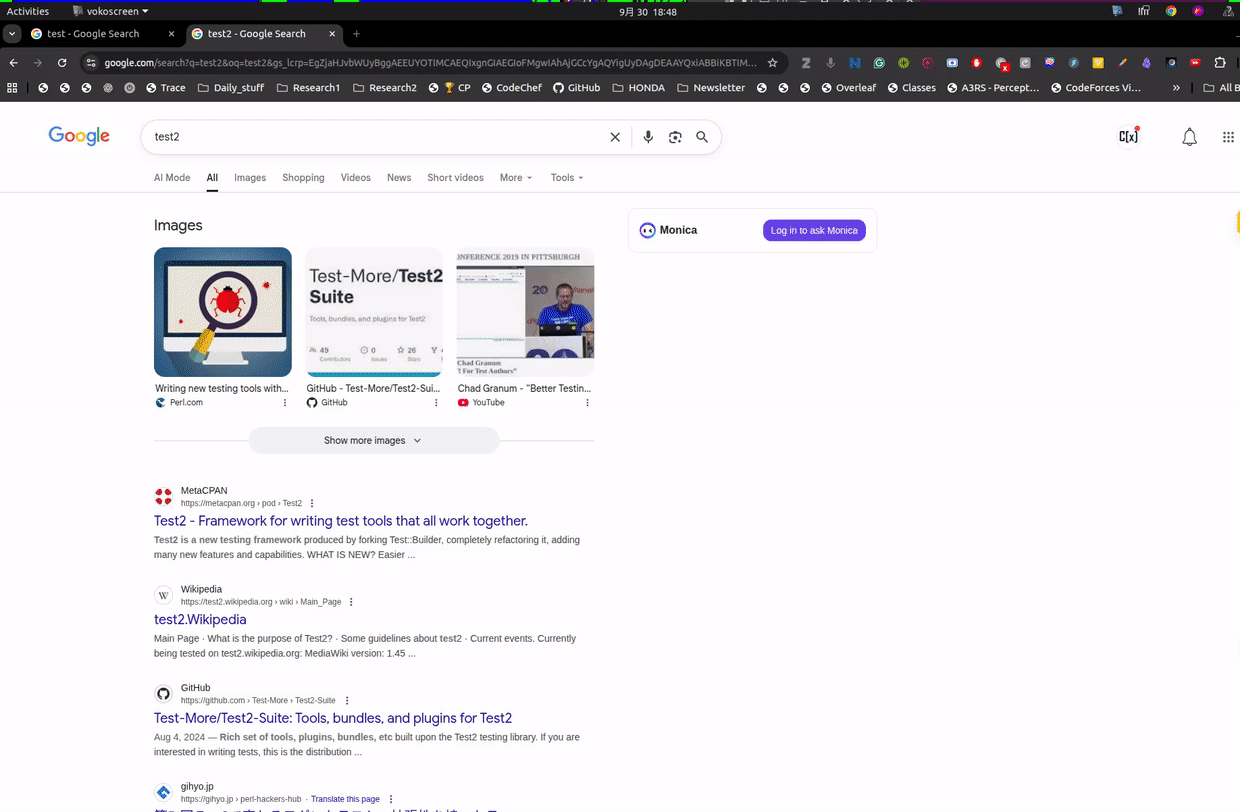 Activities
vokoscreen
9月 30 18:48
test - Google Search
test2 - Google Search
google.com/search?q=test2&oq=test2&gs_lcrp=EgZjaHJvbWUyBggAEEUYOTIMCAEQIxgnGIAEGIoFMgwIAhAjGCcYgAQYigUyDAgDEAAYQxiABBiKBTIM...
Trace
Daily_stuff
Research1
Research2
CP
CodeChef
GitHub
HONDA
Newsletter
Overleaf
Classes
A3RS - Percept...
CodeForces Vi...
All B
Google
test2
C[x]
AI Mode
All
Images
Shopping
Videos
News
Short videos
More
Tools
Images
Monica
Log in to ask Monica
Test-More/Test2
Suite
Tools, bundles, and plugins for Test2
49
Contributors
0
Issues
26
Stars
ONFERENCE 2019 IN PITTSBURGH
20
Chad Granum
T For Test Authors"
Writing new testing tools with...
Perl.com
GitHub - Test-More/Test2-Sui...
GitHub
Chad Granum - "Better Testin...
YouTube
Show more images
MetaCPAN
https://metacpan.org › pod › Test2
Test2 - Framework for writing test tools that all work together.
Test2 is a new testing framework produced by forking Test::Builder, completely refactoring it, adding
many new features and capabilities. WHAT IS NEW? Easier ...
W
Wikipedia
https://test2.wikipedia.org › wiki › Main_Page
test2.Wikipedia
Main Page · What is the purpose of Test2? · Some guidelines about test2 · Current events. Currently
being tested on test2.wikipedia.org: MediaWiki version: 1.45 ...
GitHub
https://github.com › Test-More › Test2-Suite
Test-More/Test2-Suite: Tools, bundles, and plugins for Test2
Aug 4, 2024 — Rich set of tools, plugins, bundles, etc built upon the Test2 testing library. If you are
interested in writing tests, this is the distribution ...
gihyo.jp
https://gihyo.jp › perl-hackers-hub · Translate this page